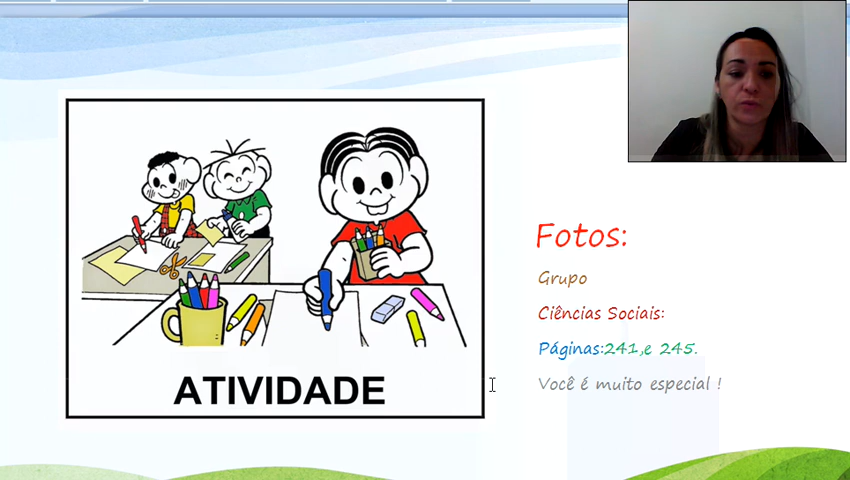 ATIVIDADE
Fotos:
Grupo
Ciências Sociais:
Páginas:241,e 245.
Você é muito especial !